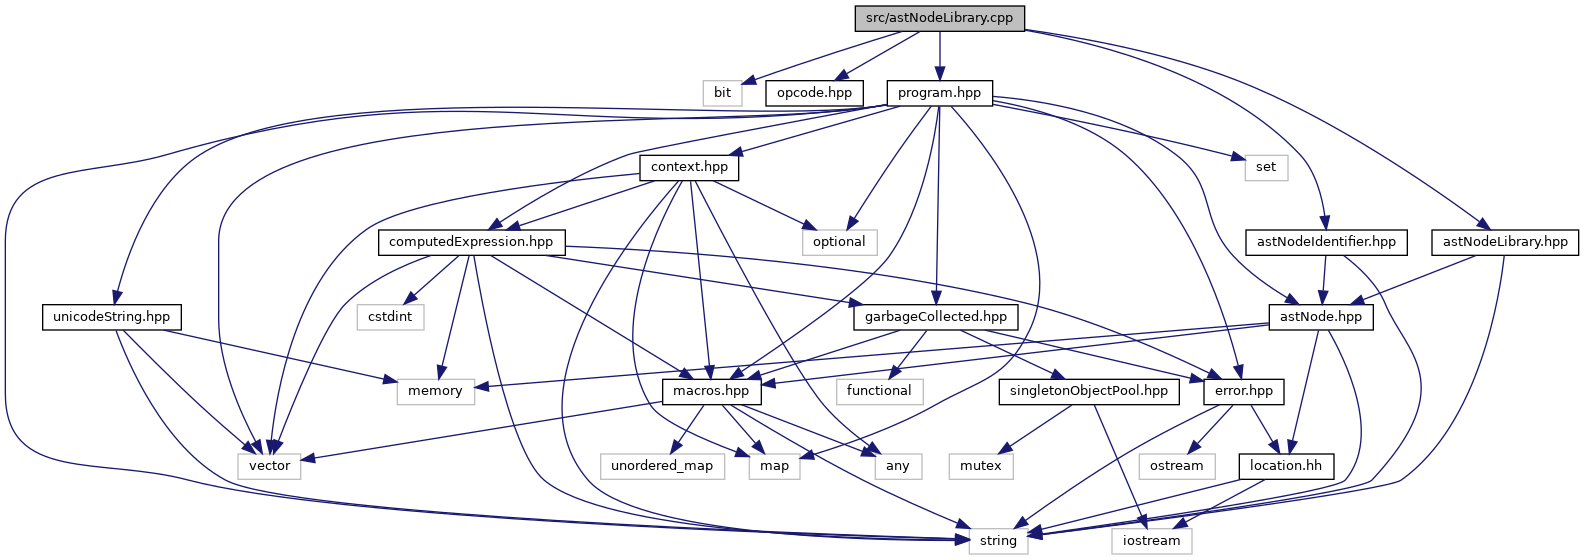 src/astNodeLibrary.cpp
bit
opcode.hpp
program.hpp
context.hpp
set
computedExpression.hpp
optional
astNodeIdentifier.hpp
astNodeLibrary.hpp
unicodeString.hpp
cstdint
garbageCollected.hpp
astNode.hpp
memory
macros.hpp
functional
singletonObjectPool.hpp
error.hpp
vector
unordered_map
map
any
mutex
ostream
location.hh
string
iostream